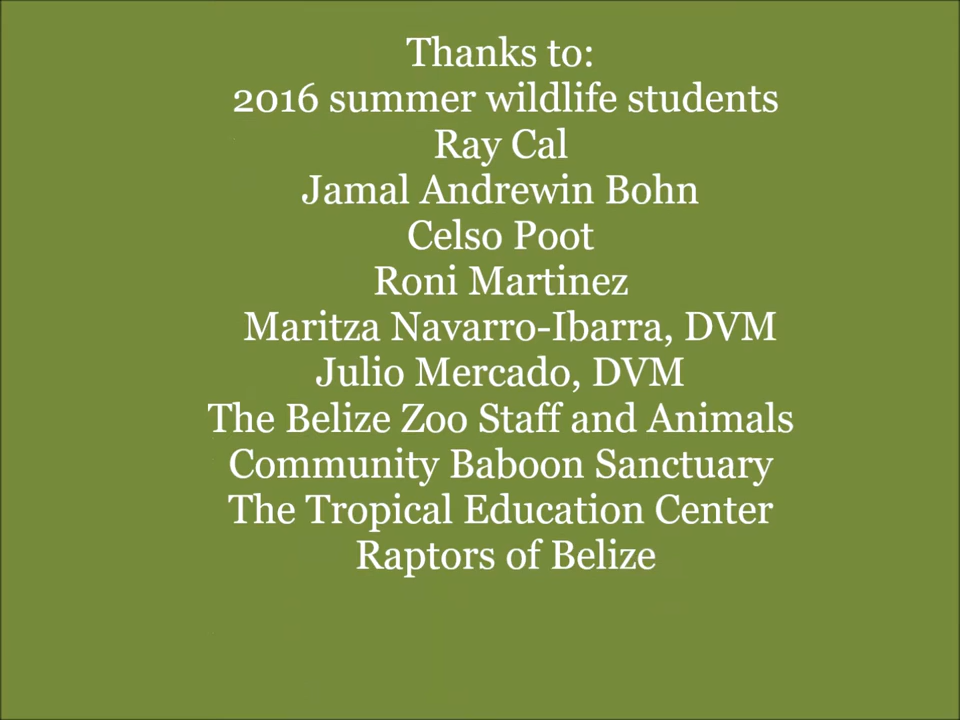 Thanks to:
2016 summer wildlife students
Ray Cal
Jamal Andrewin Bohn
Celso Poot
Roni Martinez
Maritza Navarro-Ibarra, DVM
Julio Mercado, DVM
The Belize Zoo Staff and Animals
Community Baboon Sanctuary
The Tropical Education Center
Raptors of Belize